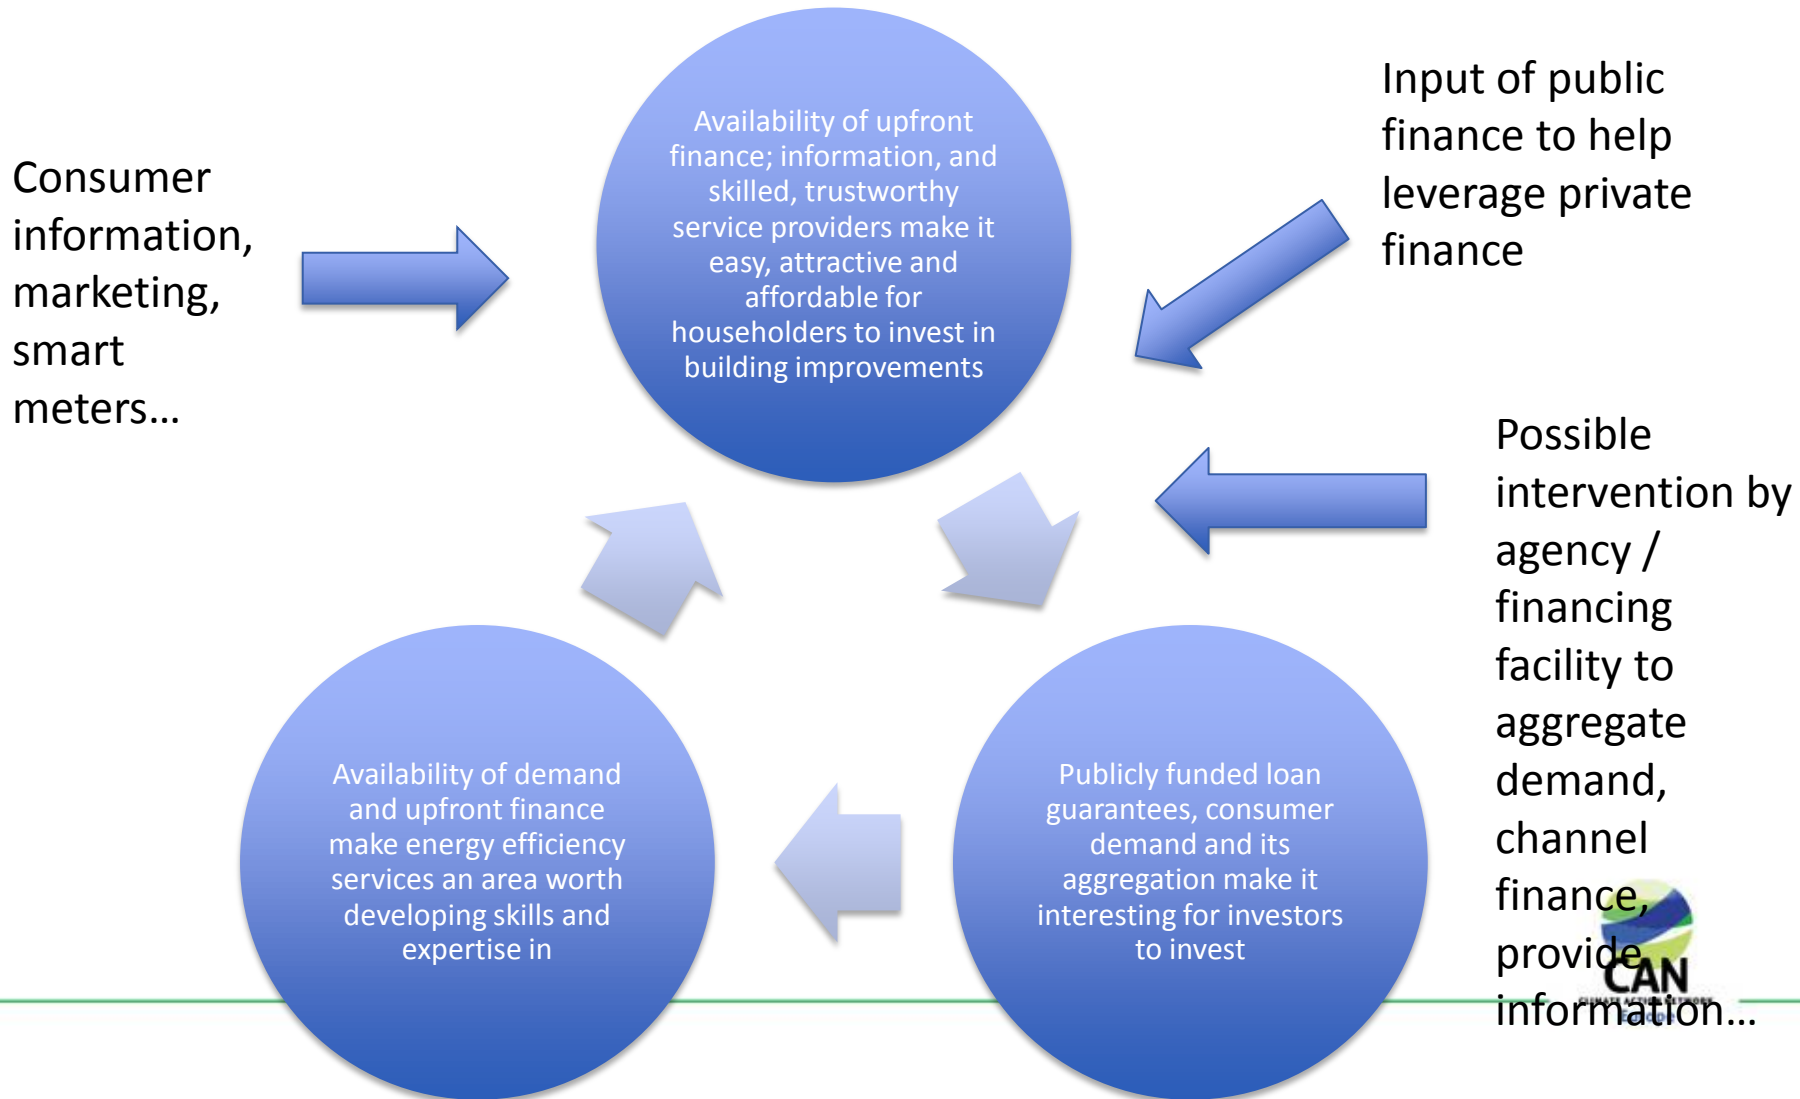 Consumer
information,
marketing,
smart
meters…
Availability of upfront
finance; information, and
skilled, trustworthy
service providers make it
easy, attractive and
affordable for
householders to invest in
building improvements
Input of public
finance to help
leverage private
finance
Possible
intervention by
agency /
financing
facility to
aggregate
demand,
channel
finance,
provide
information…
Availability of demand
and upfront finance
make energy efficiency
services an area worth
developing skills and
expertise in
Publicly funded loan
guarantees, consumer
demand and its
aggregation make it
interesting for investors
to invest
CAN
CLIMATE ACTION NETWORK
Europe